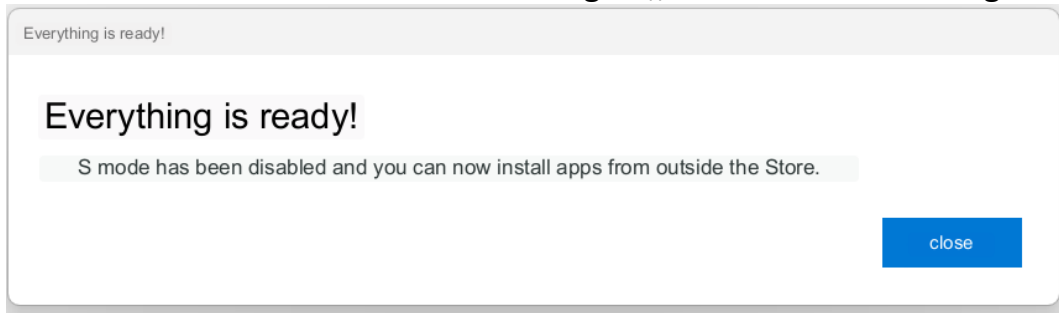 Everything is ready!
Everything is ready!
S mode has been disabled and you can now install apps from outside the Store.
close